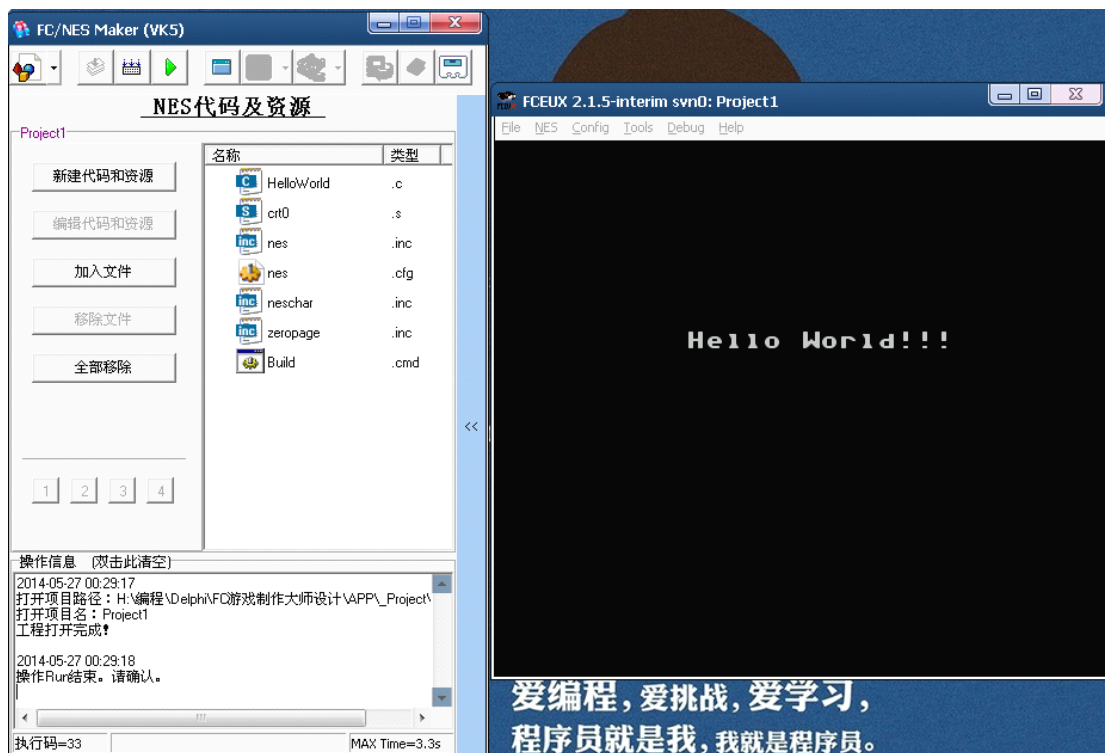 FC/NES Maker (VK5)
NES代码及资源
Project1
新建代码和资源
编辑代码和资源
加入文件
移除文件
全部移除
1 2 3 4
名称 类型
HelloWorld .c
crt0 .s
nes .inc
nes .cfg
neschar .inc
zeropage .inc
Build .cmd
<<
操作信息 (双击此清空)
2014-05-27 00:29:17
打开项目路径：H:\编程\Delphi\FC游戏制作大师设计\APP\_Project\
打开项目名：Project1
工程打开完成！
2014-05-27 00:29:18
操作Run结束。请确认。
执行码=33
MAX Time=3.3s
FCEUX 2.1.5-interim svn0: Project1
File NES Config Tools Debug Help
Hello World!!!
爱编程，爱挑战，爱学习，
程序员就是我，我就是程序员。